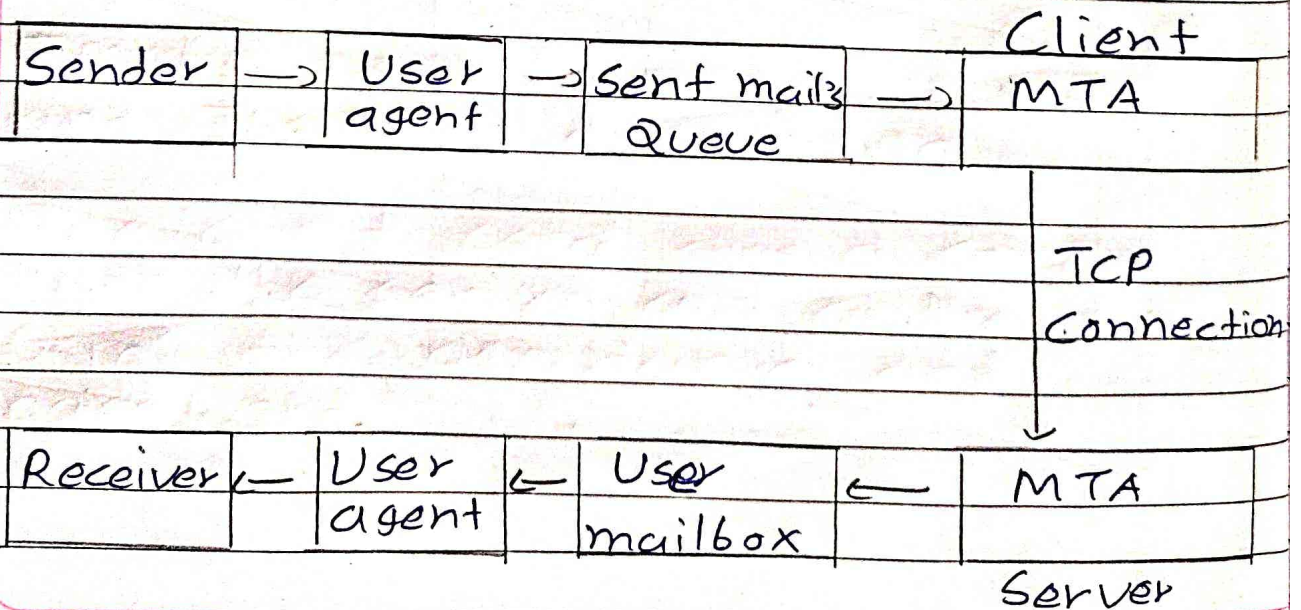 Client
Sender → User agent → Sent mails Queue → MTA
TCP
Connection
Receiver ← User agent ← User mailbox ← MTA
Server